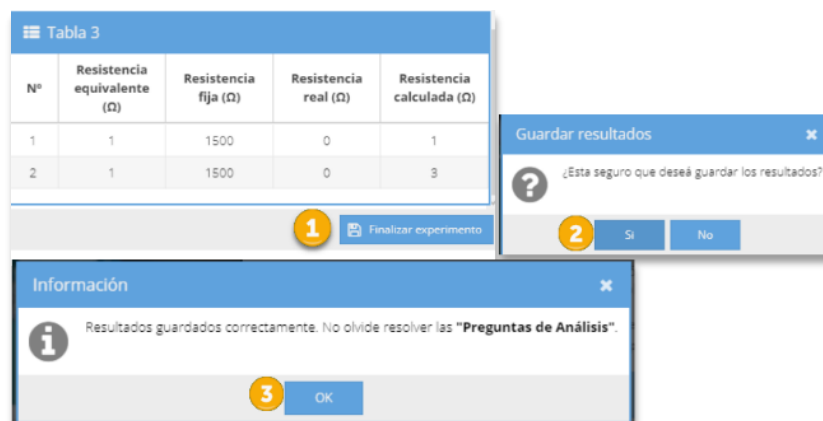 Tabla 3
Nº Resistencia equivalente (Ω) Resistencia fija (Ω) Resistencia real (Ω) Resistencia calculada (Ω)
1 1 1500 0 1
2 1 1500 0 3
1 Finalizar experimento
Guardar resultados
¿Esta seguro que deseá guardar los resultados?
2 Si No
Información
Resultados guardados correctamente. No olvide resolver las "Preguntas de Análisis".
3 OK